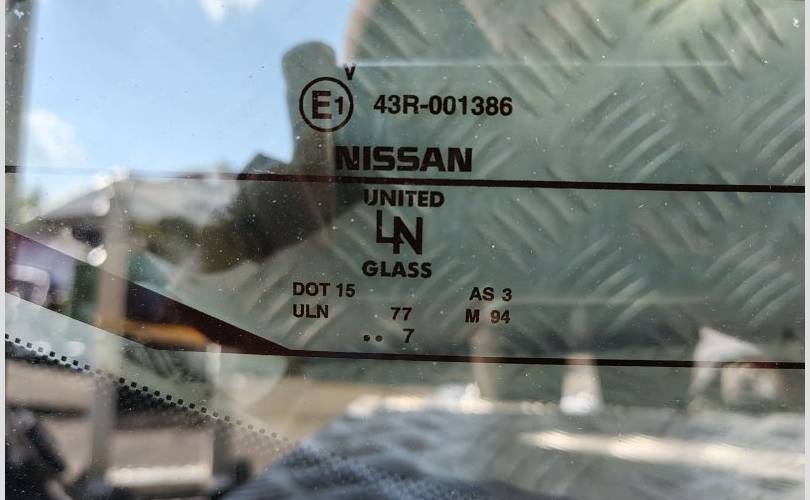 V
E1 43R-001386
NISSAN
UNITED
LN
GLASS
DOT 15 AS 3
ULN 77 M 94
•• 7